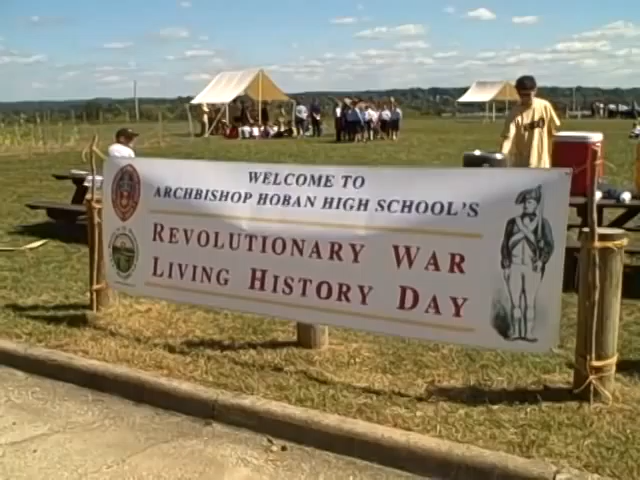 WELCOME TO
ARCHBISHOP HOBAN HIGH SCHOOL'S
REVOLUTIONARY WAR
LIVING HISTORY DAY